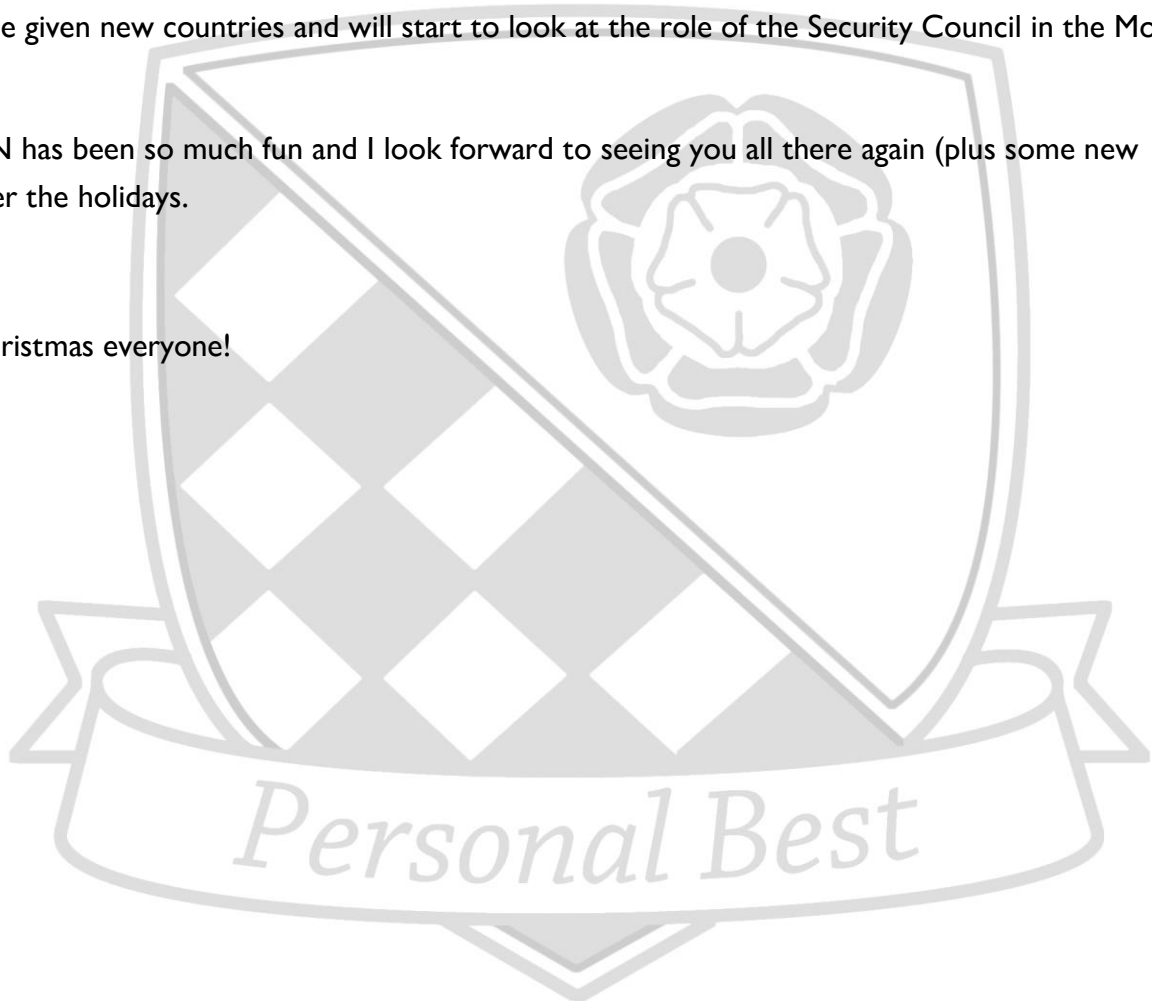 e given new countries and will start to look at the role of the Security Council in the Mo
N has been so much fun and I look forward to seeing you all there again (plus some new
er the holidays.
ristmas everyone!
Personal Best